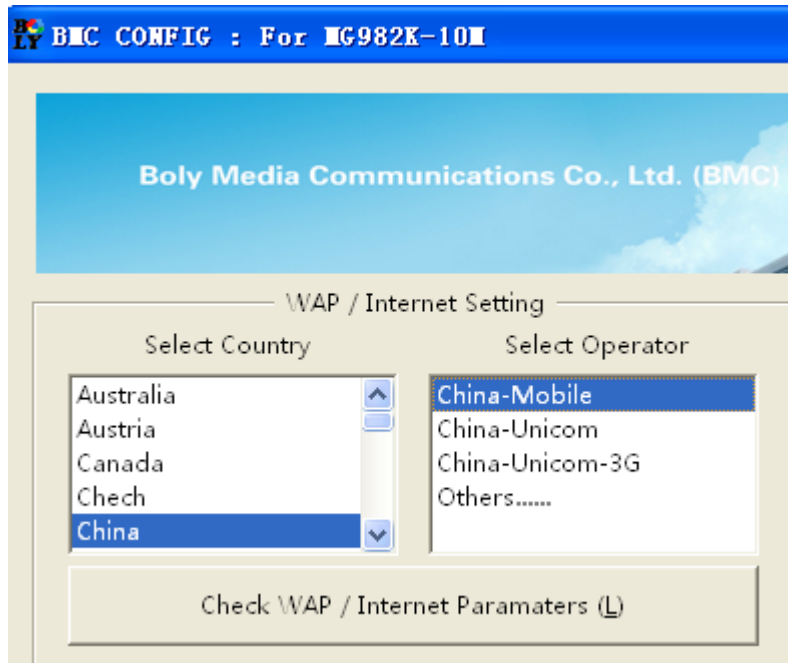 BOLY BMC CONFIG : For MG982K-10M
Boly Media Communications Co., Ltd. (BMC)
WAP / Internet Setting
Select Country
Select Operator
Australia
Austria
Canada
Chech
China
China-Mobile
China-Unicom
China-Unicom-3G
Others......
Check WAP / Internet Paramaters (L)